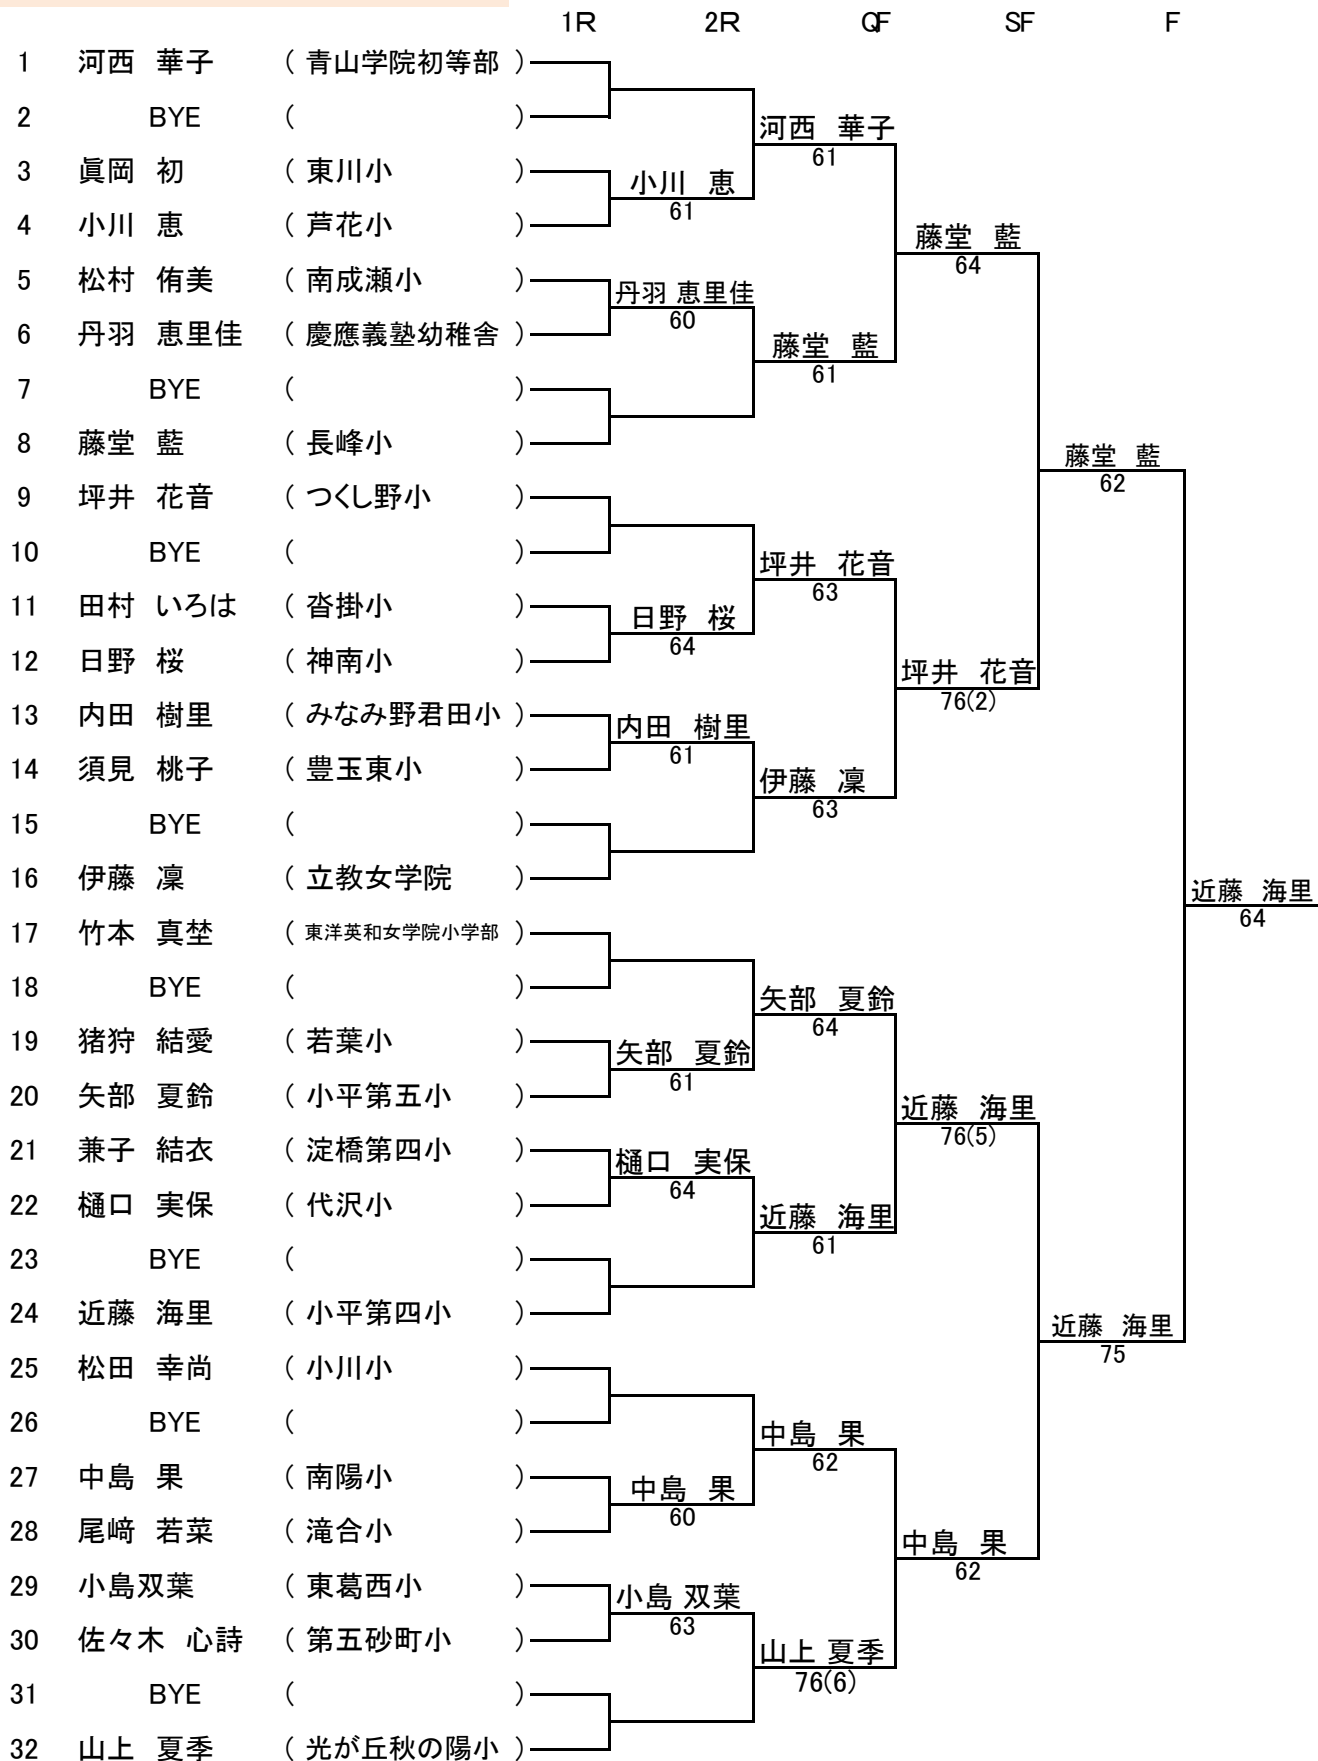 1R 2R QF SF F
1 河西 華子 ( 青山学院初等部 )
2 BYE ( )
河西 華子
61
3 眞岡 初 ( 東川小 )
小川 恵
61
4 小川 恵 ( 芦花小 )
藤堂 藍
64
5 松村 侑美 ( 南成瀬小 )
丹羽 恵里佳
60
6 丹羽 恵里佳 ( 慶應義塾幼稚舎 )
藤堂 藍
61
7 BYE ( )
8 藤堂 藍 ( 長峰小 )
藤堂 藍
62
9 坪井 花音 ( つくし野小 )
10 BYE ( )
坪井 花音
63
11 田村 いろは ( 沓掛小 )
日野 桜
64
12 日野 桜 ( 神南小 )
坪井 花音
76(2)
13 内田 樹里 ( みなみ野君田小 )
内田 樹里
61
14 須見 桃子 ( 豊玉東小 )
伊藤 凜
63
15 BYE ( )
16 伊藤 凜 ( 立教女学院 )
近藤 海里
64
17 竹本 真埜 ( 東洋英和女学院小学部 )
18 BYE ( )
矢部 夏鈴
64
19 猪狩 結愛 ( 若葉小 )
矢部 夏鈴
61
20 矢部 夏鈴 ( 小平第五小 )
近藤 海里
76(5)
21 兼子 結衣 ( 淀橋第四小 )
樋口 実保
64
22 樋口 実保 ( 代沢小 )
近藤 海里
61
23 BYE ( )
24 近藤 海里 ( 小平第四小 )
近藤 海里
75
25 松田 幸尚 ( 小川小 )
26 BYE ( )
中島 果
62
27 中島 果 ( 南陽小 )
中島 果
60
28 尾﨑 若菜 ( 滝合小 )
中島 果
62
29 小島双葉 ( 東葛西小 )
小島 双葉
63
30 佐々木 心詩 ( 第五砂町小 )
山上 夏季
76(6)
31 BYE ( )
32 山上 夏季 ( 光が丘秋の陽小 )